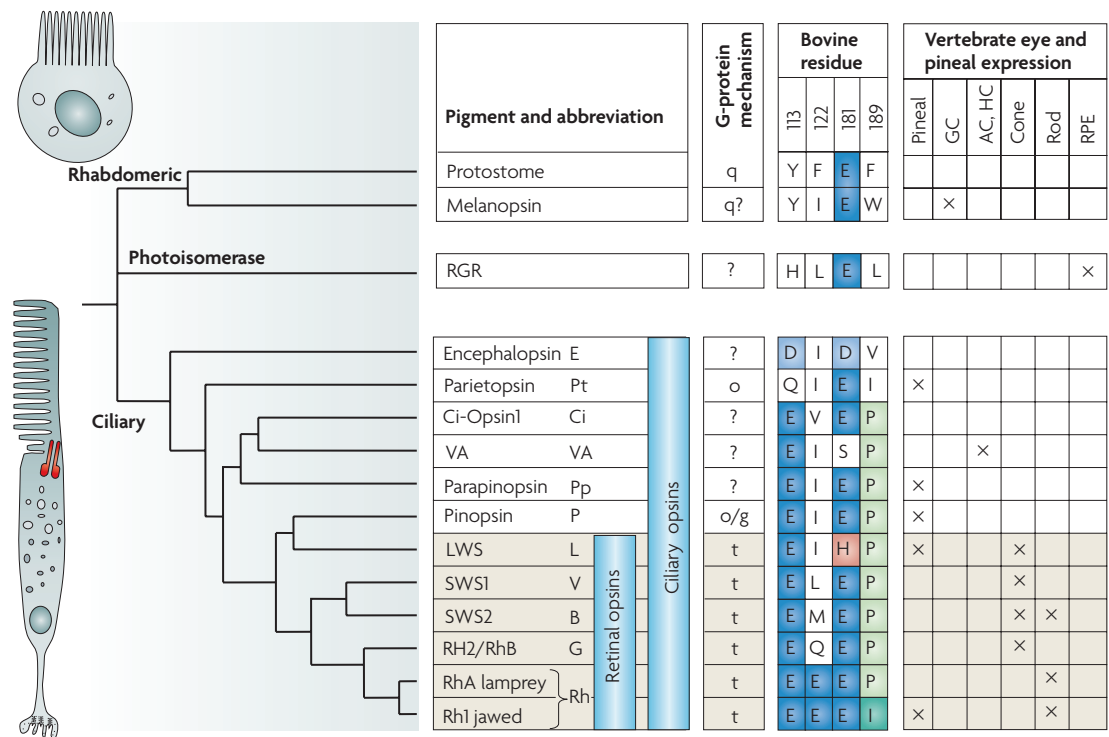 Pigment and abbreviation
G-protein mechanism
Bovine residue
113 122 181 189
Vertebrate eye and pineal expression
Pineal GC AC, HC Cone Rod RPE
Rhabdomeric
Protostome q Y F E F
Melanopsin q? Y I E W ×
Photoisomerase
RGR ? H L E L ×
Ciliary
Encephalopsin E ? D I D V
Parietopsin Pt o Q I E I ×
Ci-Opsin1 Ci ? E V E P
VA VA ? E I S P ×
Parapinopsin Pp ? E I E P ×
Pinopsin P o/g E I E P ×
LWS L t E I H P × ×
SWS1 V t E L E P ×
SWS2 B t E M E P × ×
RH2/RhB G t E Q E P ×
RhA lamprey t E E E P ×
Rh
Rh1 jawed t E E E I × ×
Retinal opsins
Ciliary opsins